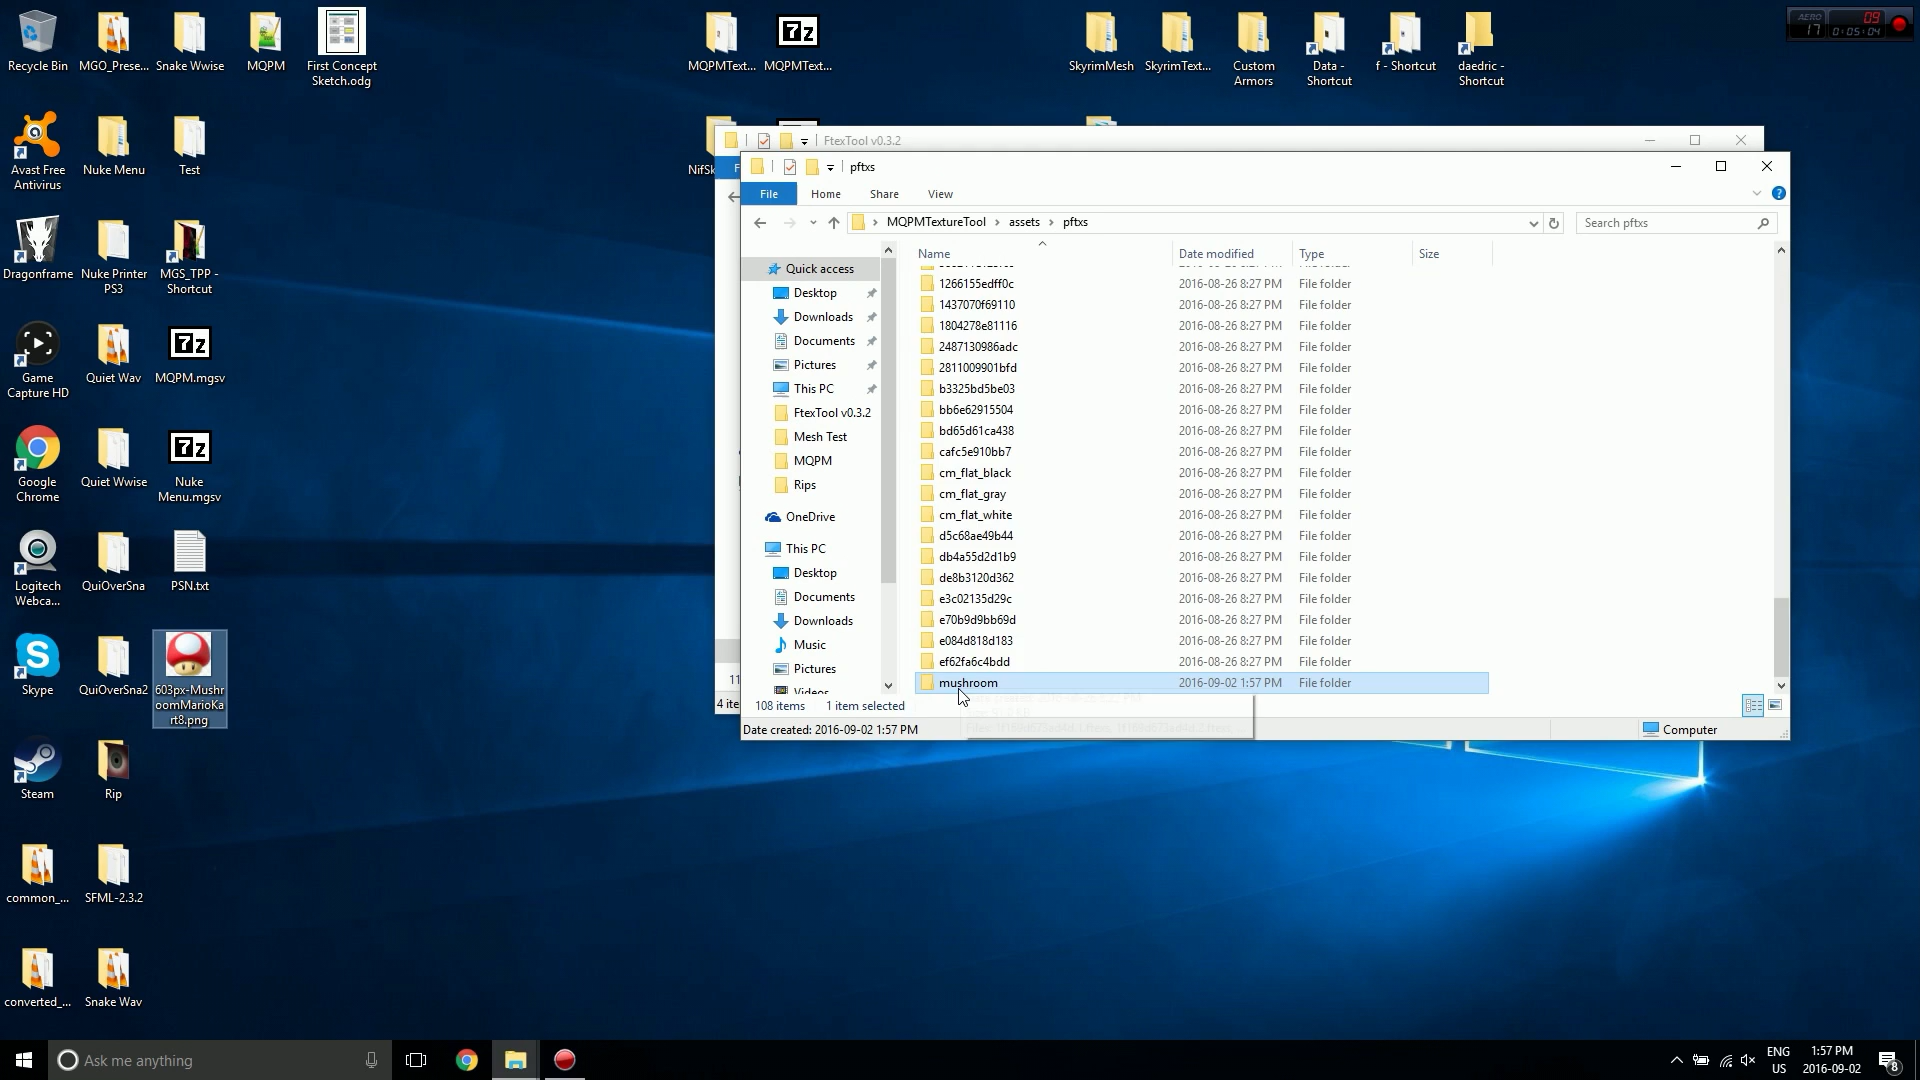 Recycle Bin
MGO_Prese...
Snake Wwise
MQPM
First Concept
Sketch.odg
MQPMText...
MQPMText...
SkyrimMesh
SkyrimText...
Custom
Armors
Data -
Shortcut
f - Shortcut
daedric -
Shortcut
AERO
17
09
0:05:04
Avast Free
Antivirus
Nuke Menu
Test
NifSk
Dragonframe
Nuke Printer
PS3
MGS_TPP -
Shortcut
Game
Capture HD
Quiet Wav
7z
MQPM.mgsv
Google
Chrome
Quiet Wwise
7z
Nuke
Menu.mgsv
Logitech
Webca...
QuiOverSna
PSN.txt
Skype
QuiOverSna2
603px-Mushr
oomMarioKa
rt8.png
Steam
Rip
common_...
SFML-2.3.2
converted_...
Snake Wav
7z
FtexTool v0.3.2
F
11
4 ite
pftxs
File
Home
Share
View
MQPMTextureTool
assets
pftxs
Search pftxs
Name
Date modified
Type
Size
Quick access
Desktop
Downloads
Documents
Pictures
This PC
FtexTool v0.3.2
Mesh Test
MQPM
Rips
OneDrive
This PC
Desktop
Documents
Downloads
Music
Pictures
Videos
1266155edff0c 2016-08-26 8:27 PM File folder
1437070f69110 2016-08-26 8:27 PM File folder
1804278e81116 2016-08-26 8:27 PM File folder
2487130986adc 2016-08-26 8:27 PM File folder
2811009901bfd 2016-08-26 8:27 PM File folder
b3325bd5be03 2016-08-26 8:27 PM File folder
bb6e62915504 2016-08-26 8:27 PM File folder
bd65d61ca438 2016-08-26 8:27 PM File folder
cafc5e910bb7 2016-08-26 8:27 PM File folder
cm_flat_black 2016-08-26 8:27 PM File folder
cm_flat_gray 2016-08-26 8:27 PM File folder
cm_flat_white 2016-08-26 8:27 PM File folder
d5c68ae49b44 2016-08-26 8:27 PM File folder
db4a55d2d1b9 2016-08-26 8:27 PM File folder
de8b3120d362 2016-08-26 8:27 PM File folder
e3c02135d29c 2016-08-26 8:27 PM File folder
e70b9d9bb69d 2016-08-26 8:27 PM File folder
e084d818d183 2016-08-26 8:27 PM File folder
ef62fa6c4bdd 2016-08-26 8:27 PM File folder
mushroom 2016-09-02 1:57 PM File folder
108 items
1 item selected
Date created: 2016-09-02 1:57 PM
Computer
Ask me anything
ENG
US
1:57 PM
2016-09-02
8